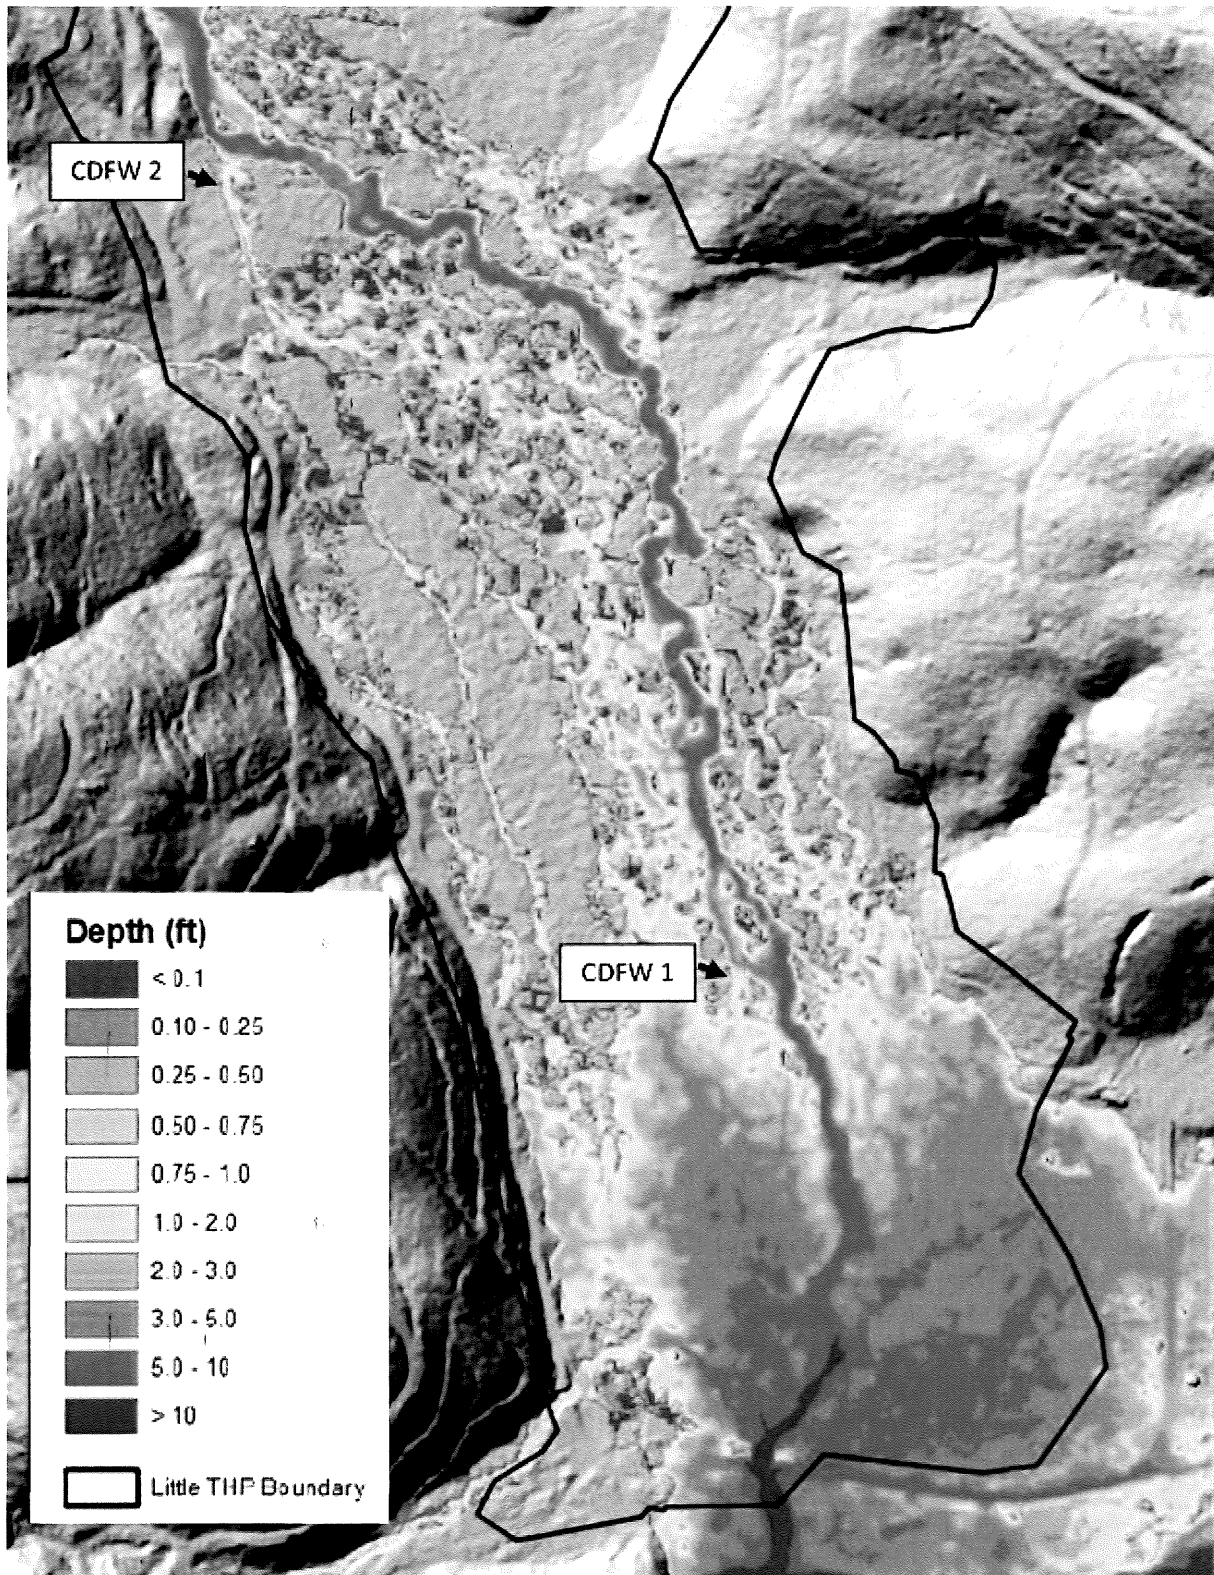 CDFW 2
CDFW 1
Depth (ft)
< 0.1
0.10 - 0.25
0.25 - 0.50
0.50 - 0.75
0.75 - 1.0
1.0 - 2.0
2.0 - 3.0
3.0 - 5.0
5.0 - 10
> 10
Little THP Boundary